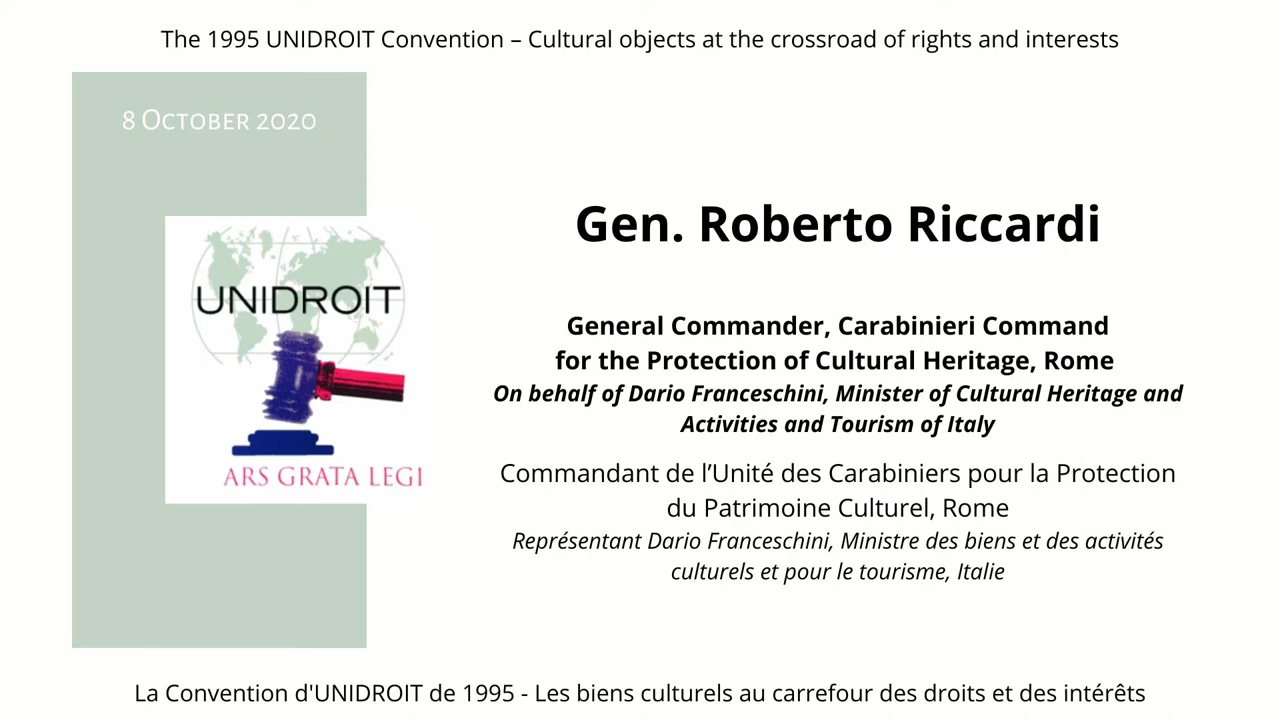 The 1995 UNIDROIT Convention – Cultural objects at the crossroad of rights and interests
8 OCTOBER 2020
UNIDROIT
ARS GRATA LEGI
Gen. Roberto Riccardi
General Commander, Carabinieri Command
for the Protection of Cultural Heritage, Rome
On behalf of Dario Franceschini, Minister of Cultural Heritage and
Activities and Tourism of Italy
Commandant de l’Unité des Carabiniers pour la Protection
du Patrimoine Culturel, Rome
Représentant Dario Franceschini, Ministre des biens et des activités
culturels et pour le tourisme, Italie
La Convention d'UNIDROIT de 1995 - Les biens culturels au carrefour des droits et des intérêts